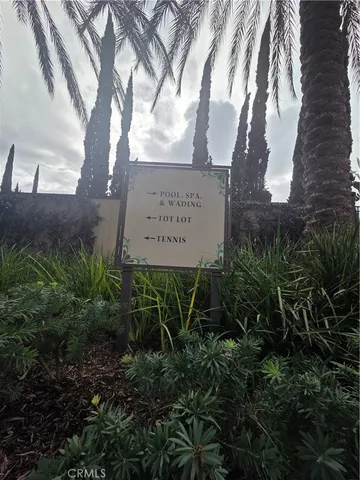 ← POOL, SPA,
& WADING
← TOT LOT
← TENNIS
CRMLS